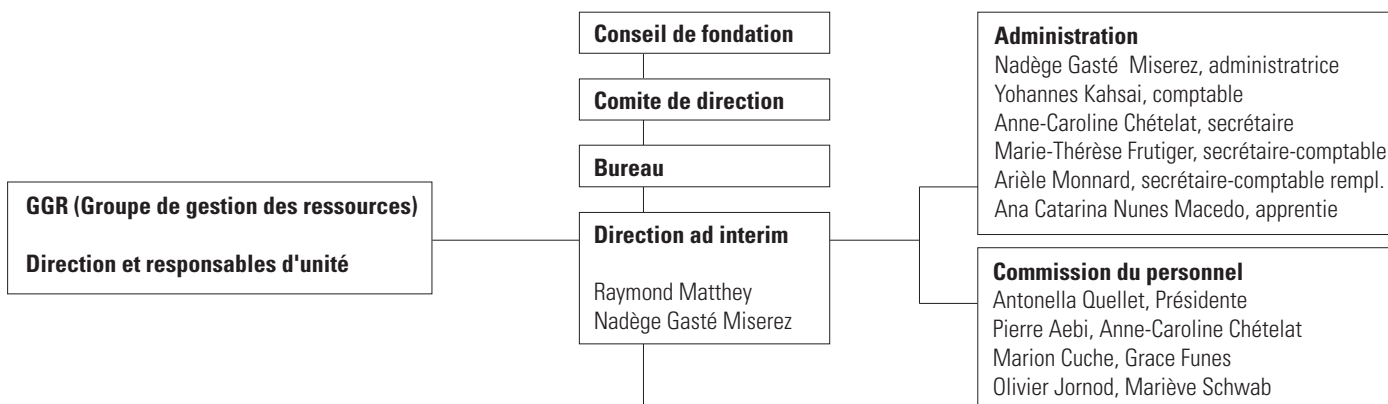 Conseil de fondation
Comite de direction
Bureau
GGR (Groupe de gestion des ressources)
Direction et responsables d'unité
Direction ad interim
Raymond Matthey
Nadège Gasté Miserez
Administration
Nadège Gasté Miserez, administratrice
Yohannes Kahsai, comptable
Anne-Caroline Chételat, secrétaire
Marie-Thérèse Frutiger, secrétaire-comptable
Arièle Monnard, secrétaire-comptable rempl.
Ana Catarina Nunes Macedo, apprentie
Commission du personnel
Antonella Quellet, Présidente
Pierre Aebi, Anne-Caroline Chételat
Marion Cuche, Grace Funes
Olivier Jornod, Mariève Schwab